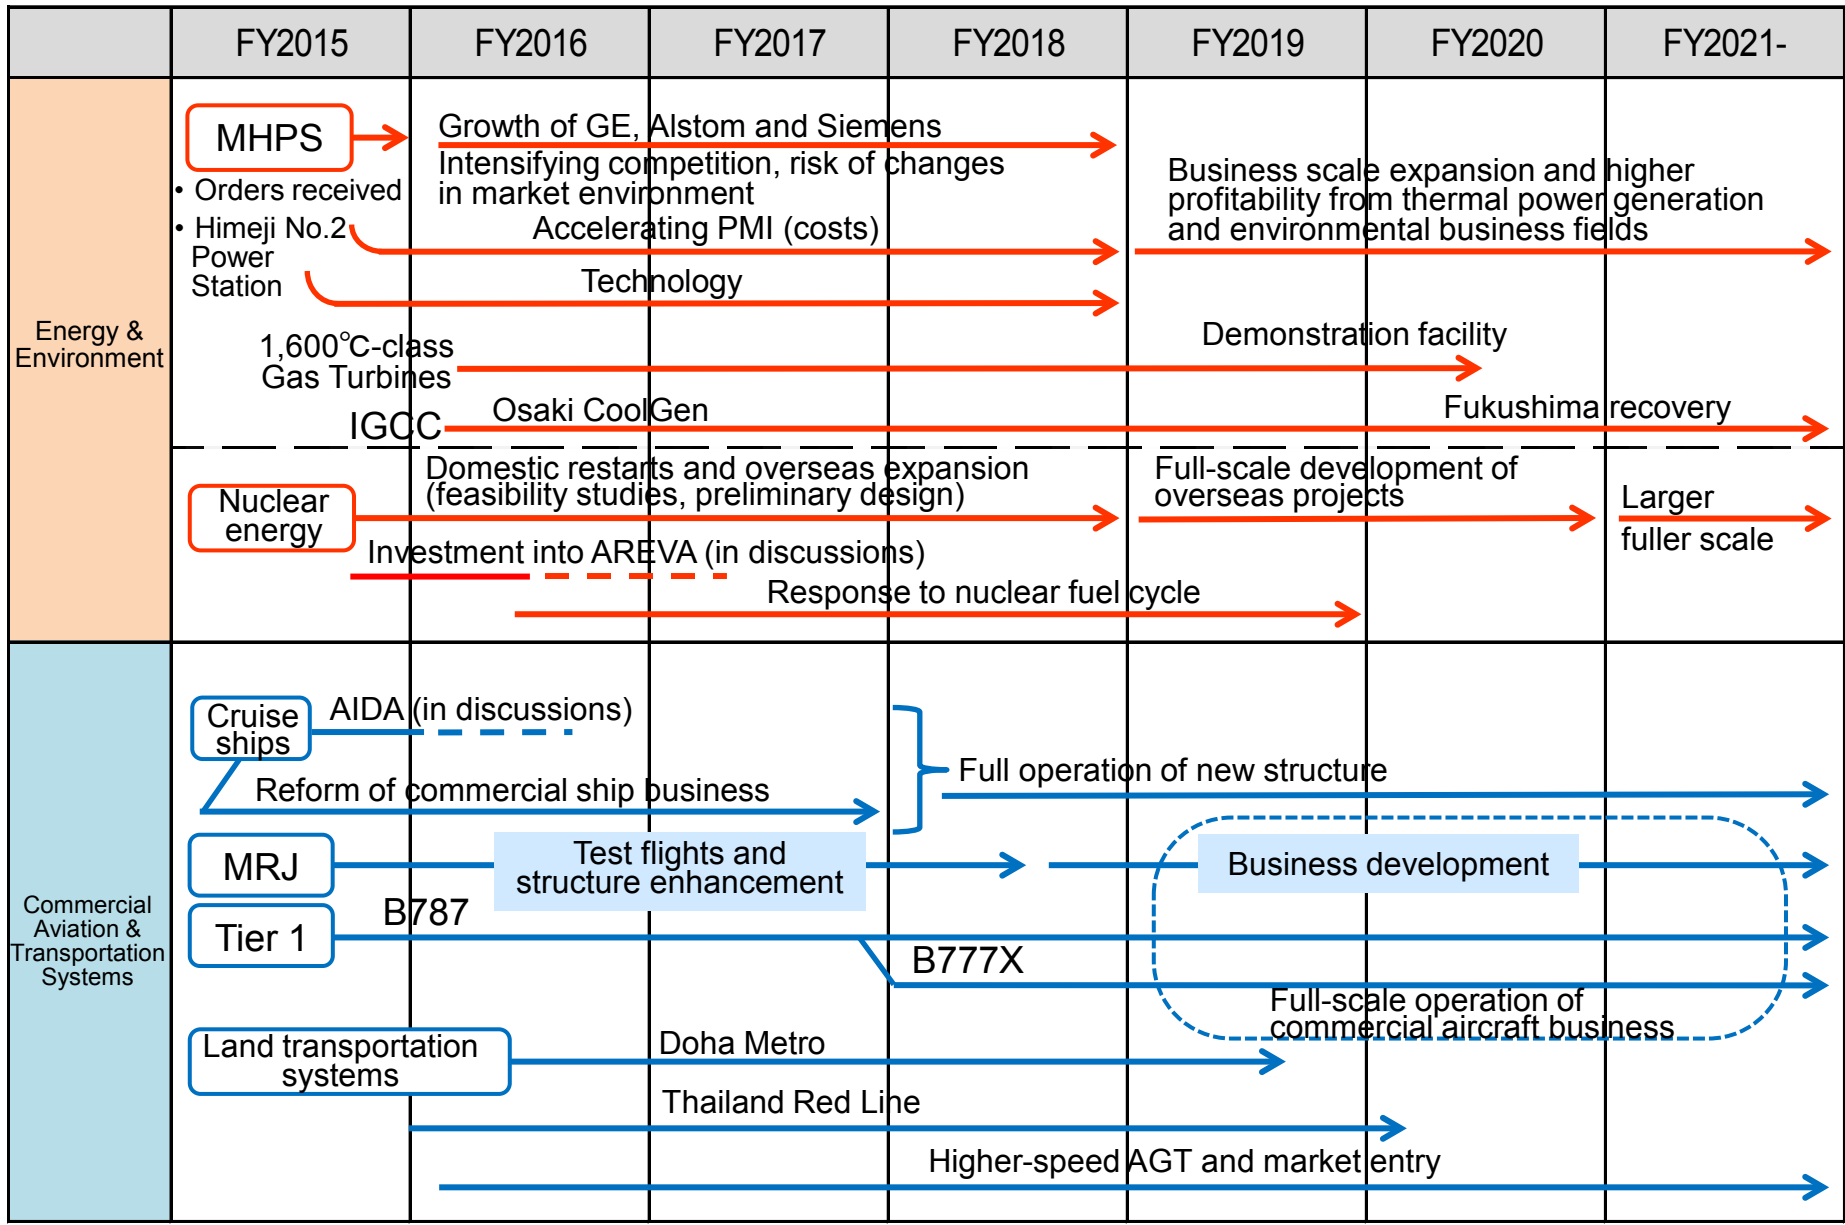 FY2015 FY2016 FY2017 FY2018 FY2019 FY2020 FY2021-
Energy &
Environment
MHPS
• Orders received
• Himeji No.2
Power
Station
Growth of GE, Alstom and Siemens
Intensifying competition, risk of changes
in market environment
Accelerating PMI (costs)
Technology
Business scale expansion and higher
profitability from thermal power generation
and environmental business fields
1,600℃-class
Gas Turbines
Demonstration facility
IGCC
Osaki CoolGen
Fukushima recovery
Nuclear
energy
Domestic restarts and overseas expansion
(feasibility studies, preliminary design)
Full-scale development of
overseas projects
Larger
fuller scale
Investment into AREVA (in discussions)
Response to nuclear fuel cycle
Commercial
Aviation &
Transportation
Systems
Cruise
ships
AIDA (in discussions)
Reform of commercial ship business
Full operation of new structure
MRJ
Test flights and
structure enhancement
Business development
Tier 1
B787
B777X
Full-scale operation of
commercial aircraft business
Land transportation
systems
Doha Metro
Thailand Red Line
Higher-speed AGT and market entry